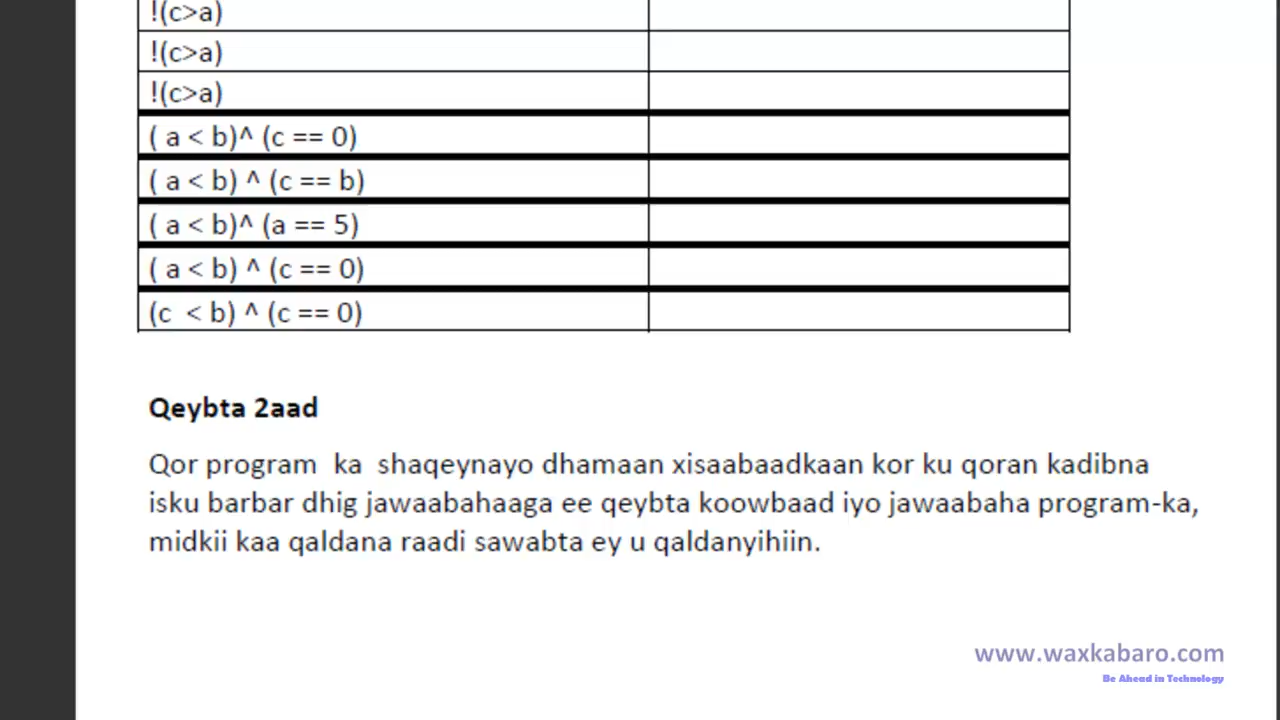 !(c>a)
!(c>a)
!(c>a)
( a < b)^ (c == 0)
( a < b) ^ (c == b)
( a < b)^ (a == 5)
( a < b) ^ (c == 0)
(c  < b) ^ (c == 0)
Qeybta 2aad
Qor program  ka  shaqeynayo dhamaan xisaabaadkaan kor ku qoran kadibna
isku barbar dhig jawaabahaaga ee qeybta koowbaad iyo jawaabaha program-ka,
midkii kaa qaldana raadi sawabta ey u qaldanyihiin.
www.waxkabaro.com
Be Ahead in Technology